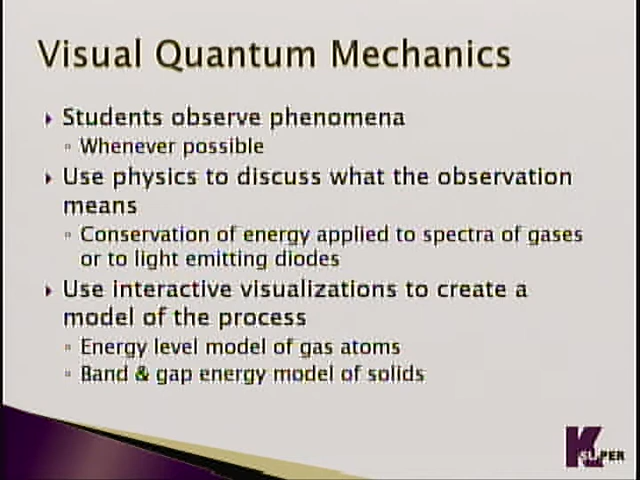 Visual Quantum Mechanics
Students observe phenomena
Whenever possible
Use physics to discuss what the observation
means
Conservation of energy applied to spectra of gases
or to light emitting diodes
Use interactive visualizations to create a
model of the process
Energy level model of gas atoms
Band & gap energy model of solids
K
SUPER